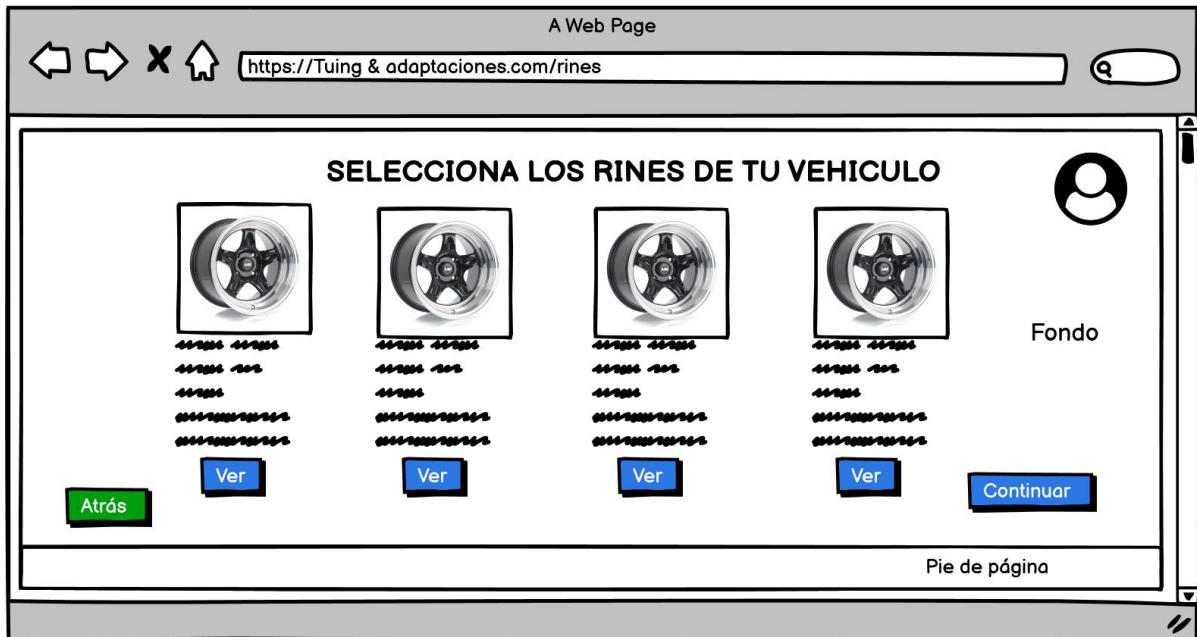 A Web Page
https://Tuing & adaptaciones.com/rines
SELECCIONA LOS RINES DE TU VEHICULO
Fondo
Ver
Ver
Ver
Ver
Continuar
Atrás
Pie de página